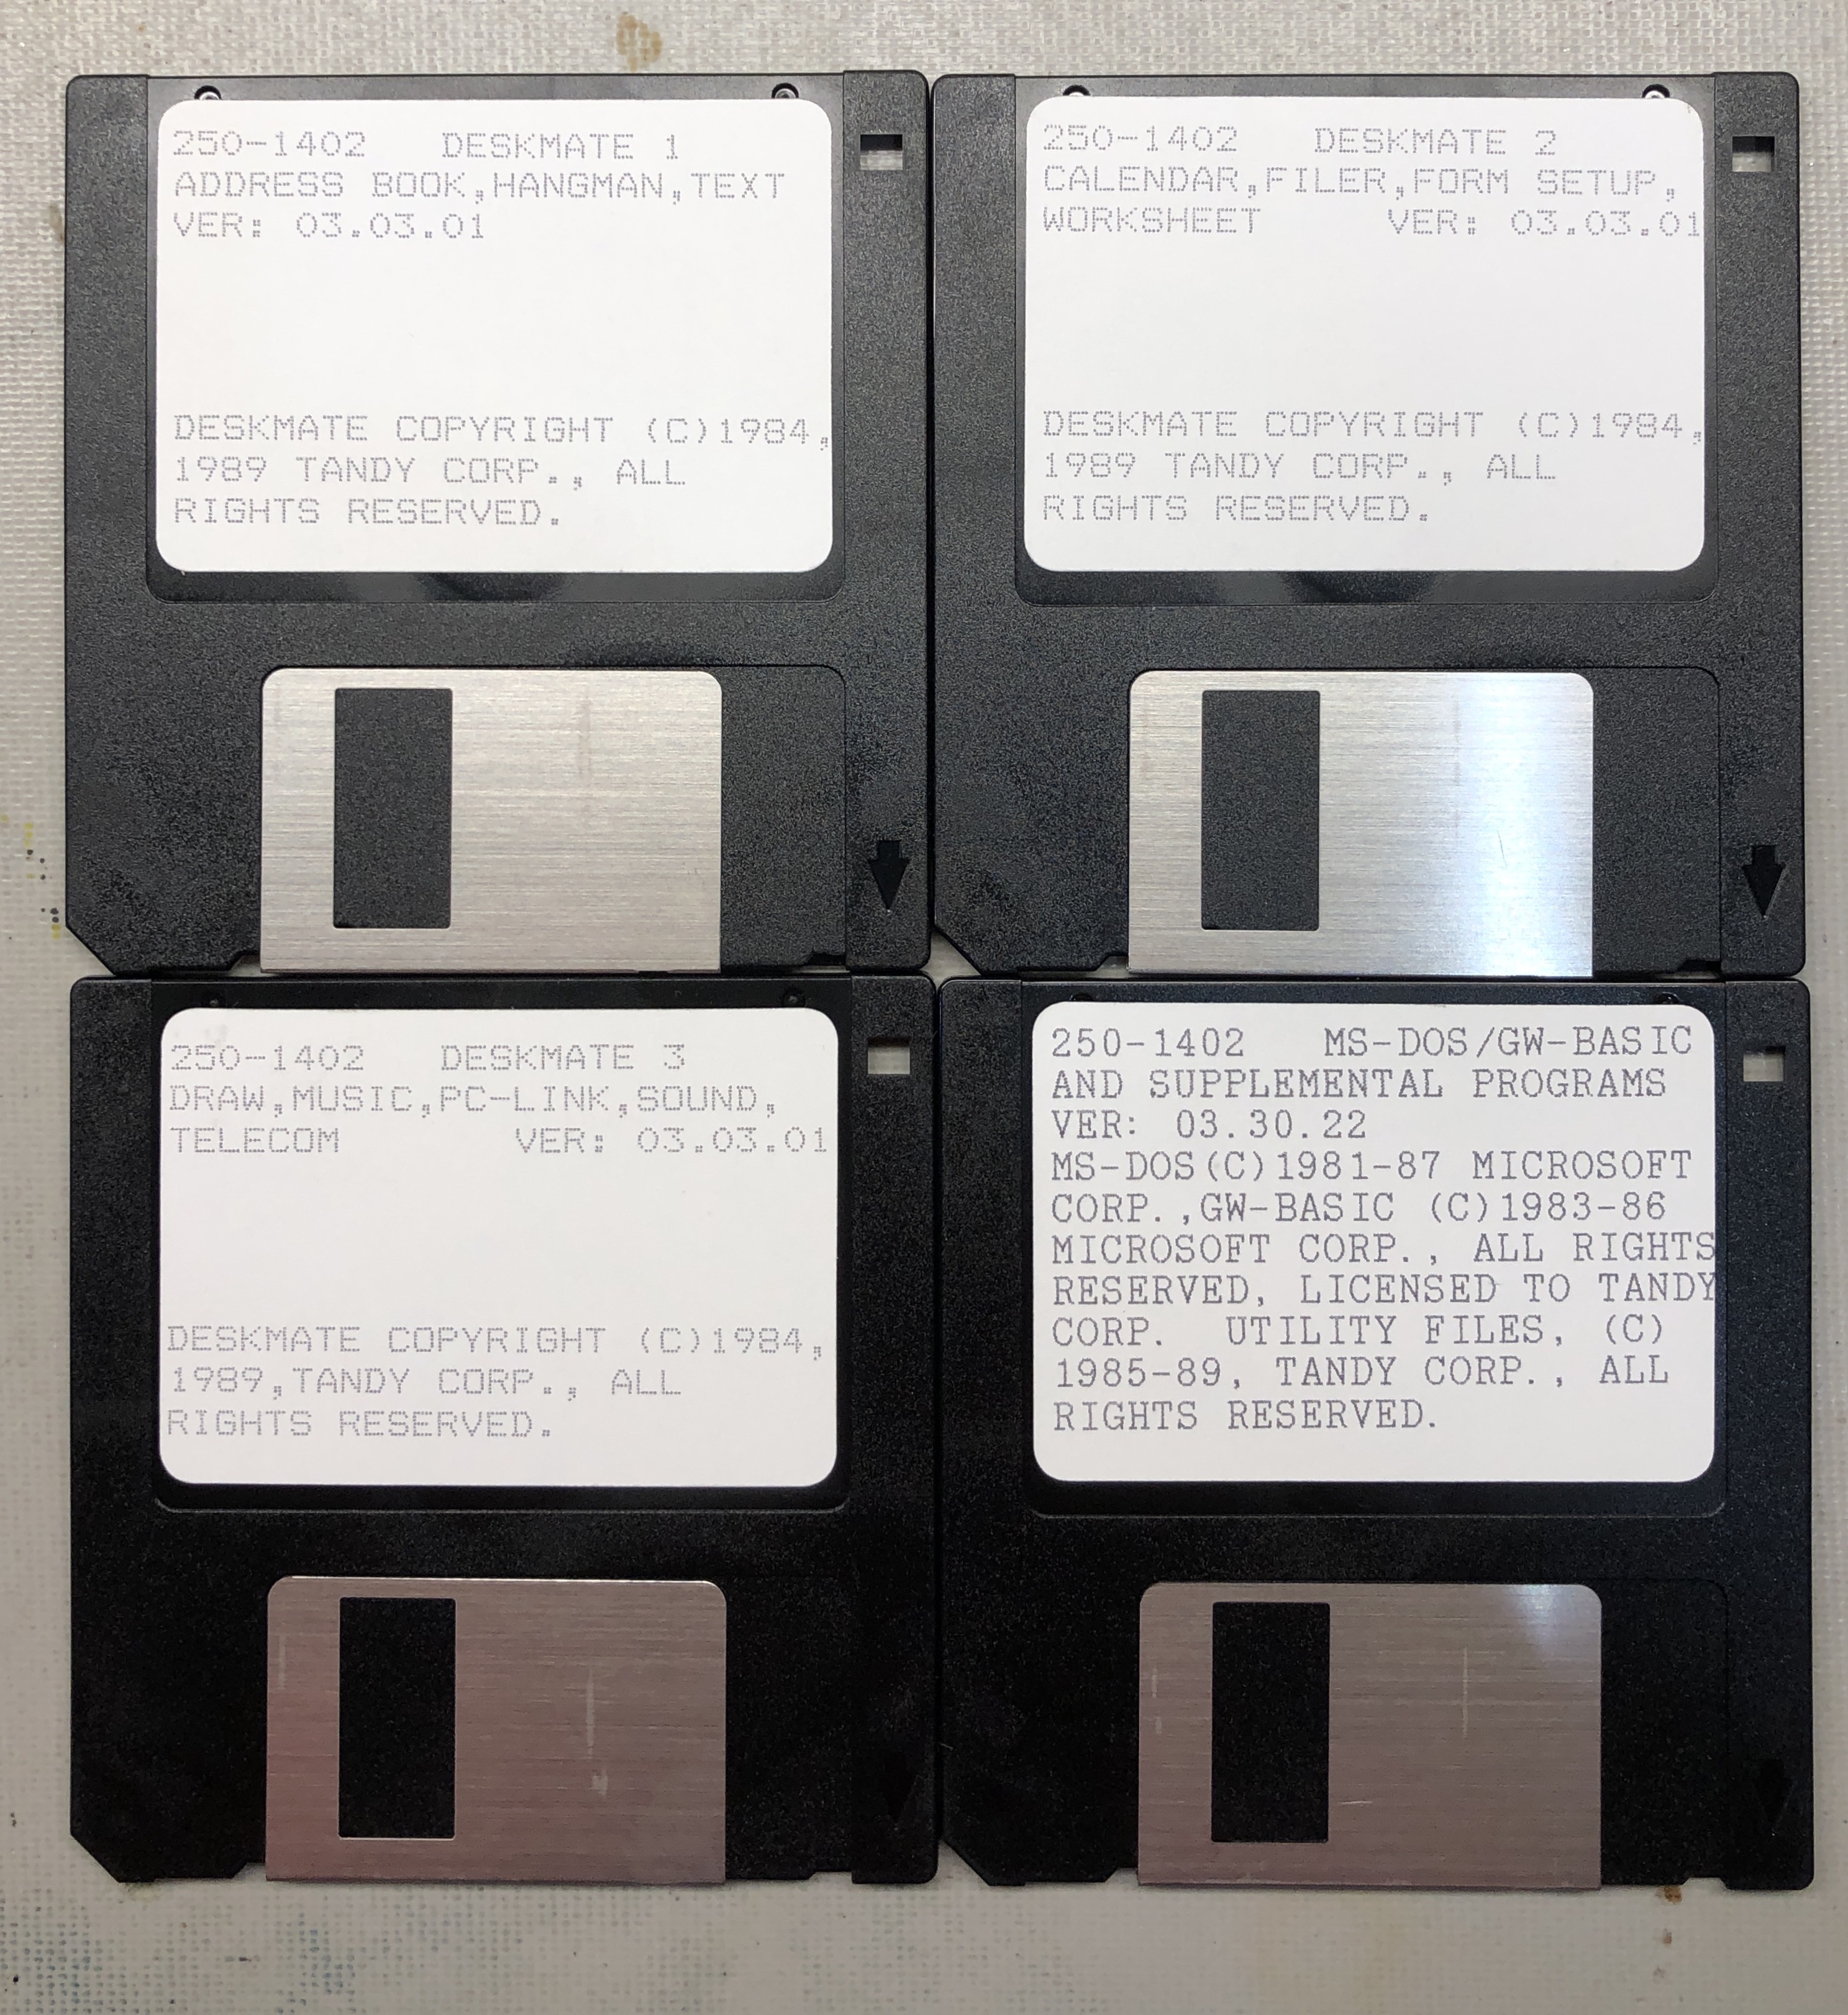 250-1402 DESKMATE 1
ADDRESS BOOK,HANGMAN,TEXT
VER: 03.03.01
DESKMATE COPYRIGHT (C)1984,
1989 TANDY CORP., ALL
RIGHTS RESERVED.
250-1402 DESKMATE 2
CALENDAR,FILER,FORM SETUP,
WORKSHEET VER: 03.03.01
DESKMATE COPYRIGHT (C)1984,
1989 TANDY CORP., ALL
RIGHTS RESERVED.
250-1402 DESKMATE 3
DRAW,MUSIC,PC-LINK,SOUND,
TELECOM VER: 03.03.01
DESKMATE COPYRIGHT (C)1984,
1989,TANDY CORP., ALL
RIGHTS RESERVED.
250-1402 MS-DOS/GW-BASIC
AND SUPPLEMENTAL PROGRAMS
VER: 03.30.22
MS-DOS(C)1981-87 MICROSOFT
CORP.,GW-BASIC (C)1983-86
MICROSOFT CORP., ALL RIGHTS
RESERVED, LICENSED TO TANDY
CORP. UTILITY FILES, (C)
1985-89, TANDY CORP., ALL
RIGHTS RESERVED.